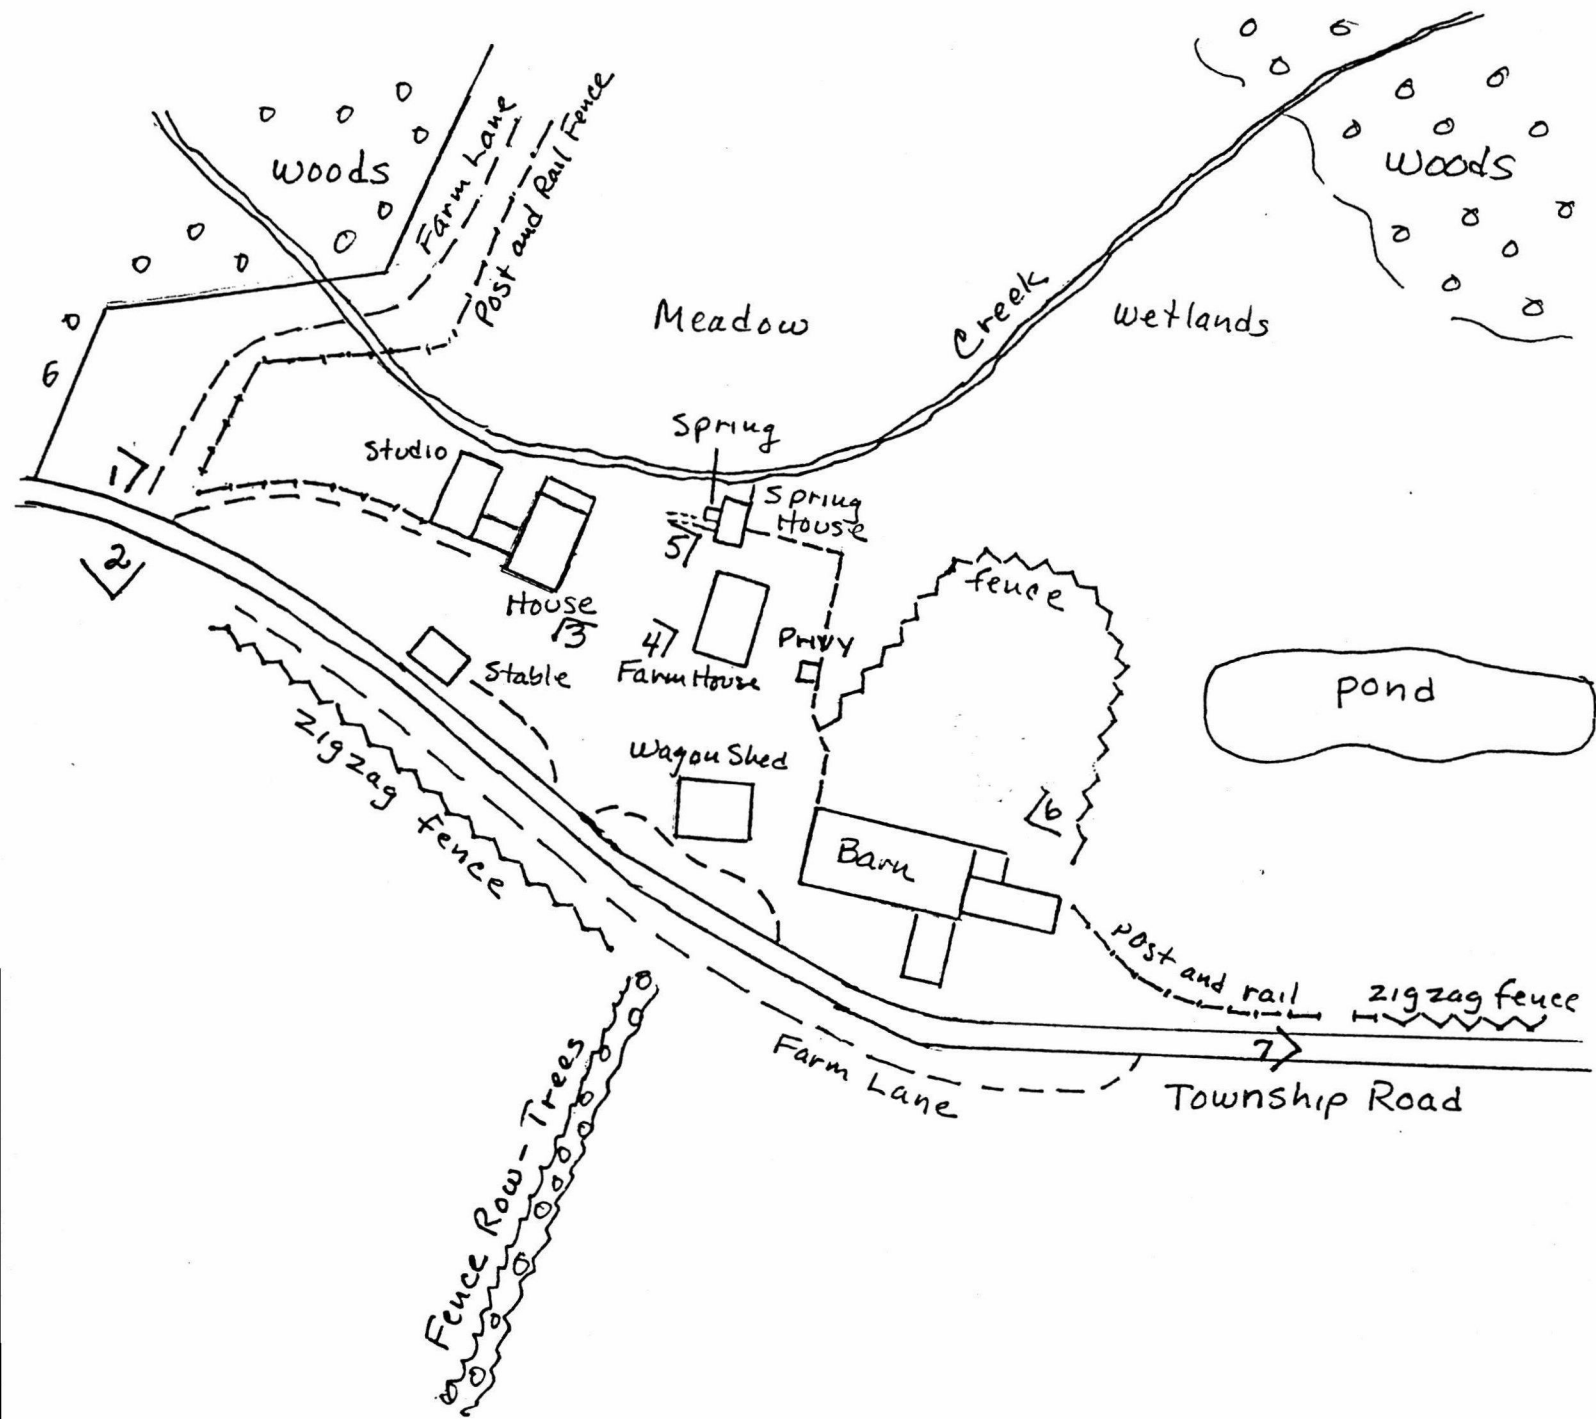 Woods
Farm Lane
Post and Rail Fence
Woods
Meadow
Creek
Wetlands
Spring
Studio
Spring
House
1
2
5
fence
House
3
4
Privy
Farm House
Stable
pond
zigzag fence
Wagon Shed
6
Barn
post and rail
zigzag fence
7
Farm Lane
Township Road
Fence Row - Trees